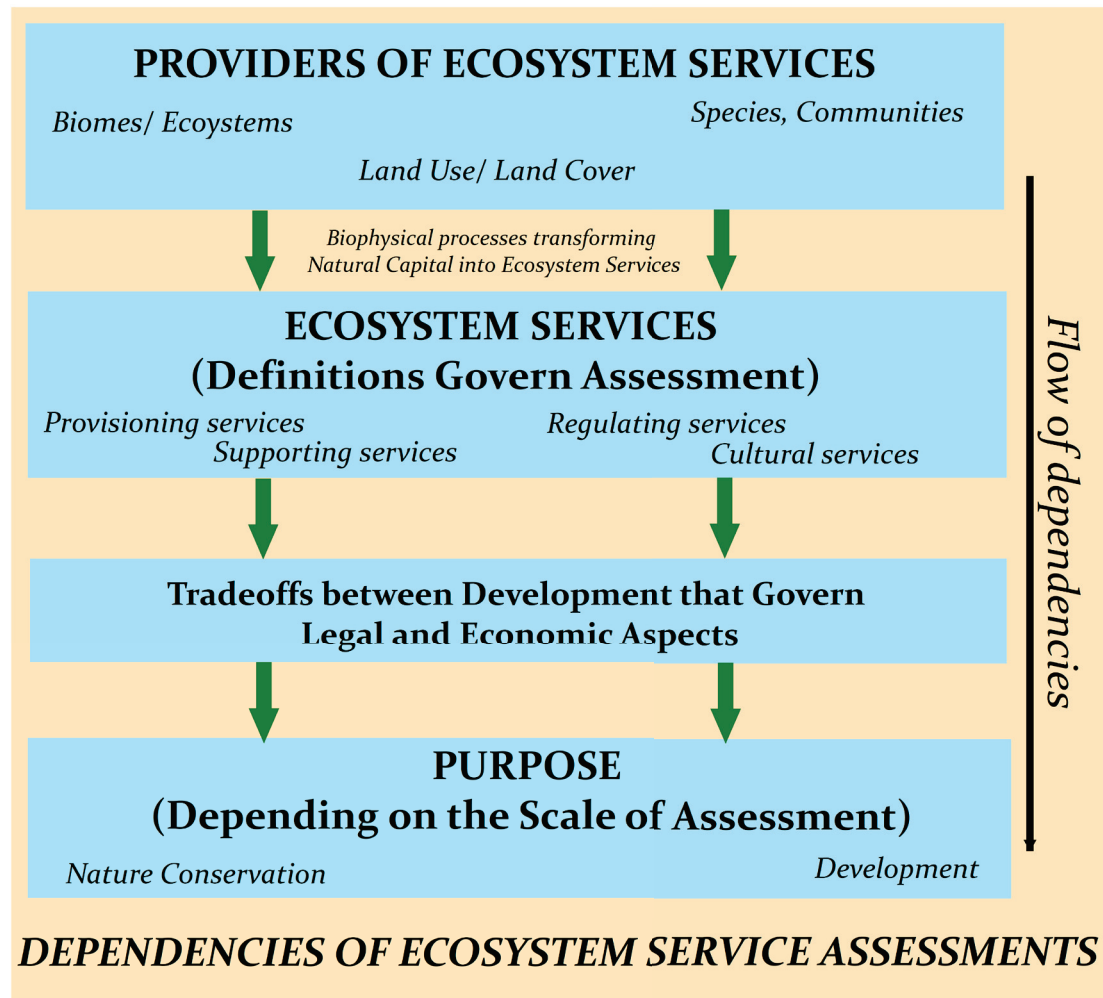 PROVIDERS OF ECOSYSTEM SERVICES
Biomes/ Ecoystems
Species, Communities
Land Use/ Land Cover
Biophysical processes transforming
Natural Capital into Ecosystem Services
ECOSYSTEM SERVICES
(Definitions Govern Assessment)
Provisioning services
Regulating services
Supporting services
Cultural services
Tradeoffs between Development that Govern
Legal and Economic Aspects
PURPOSE
(Depending on the Scale of Assessment)
Nature Conservation
Development
Flow of dependencies
DEPENDENCIES OF ECOSYSTEM SERVICE ASSESSMENTS